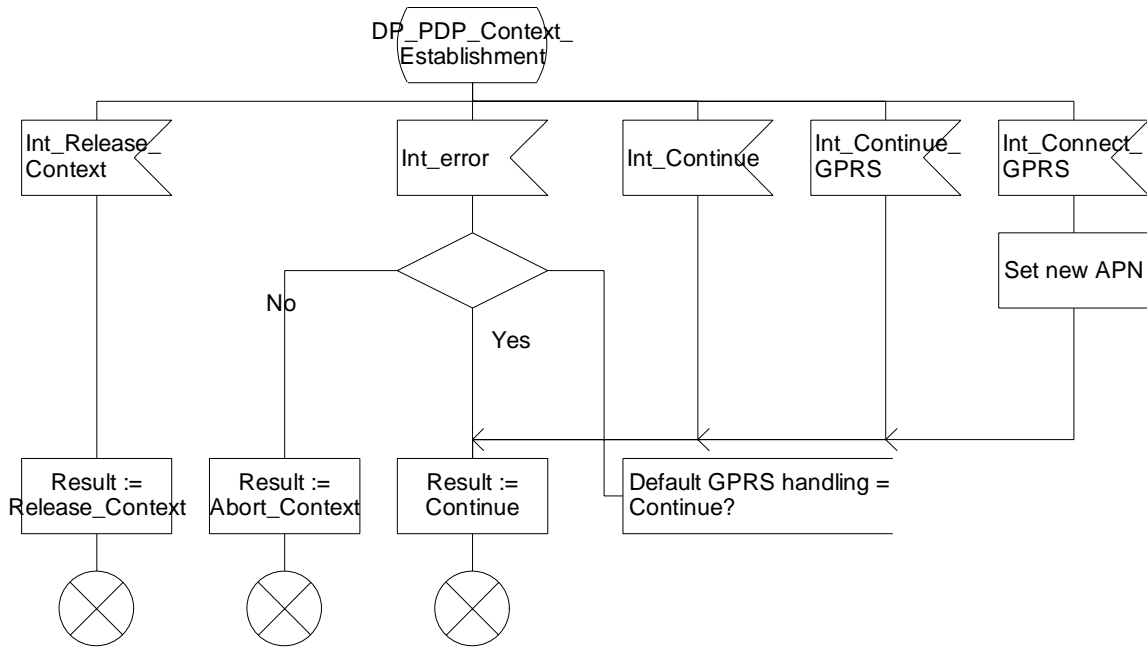 DP_PDP_Context_
Establishment
Int_Release_
Context
Int_error
Int_Continue
Int_Continue_
GPRS
Int_Connect_
GPRS
Set new APN
No
Yes
Result :=
Release_Context
Result :=
Abort_Context
Result :=
Continue
Default GPRS handling =
Continue?